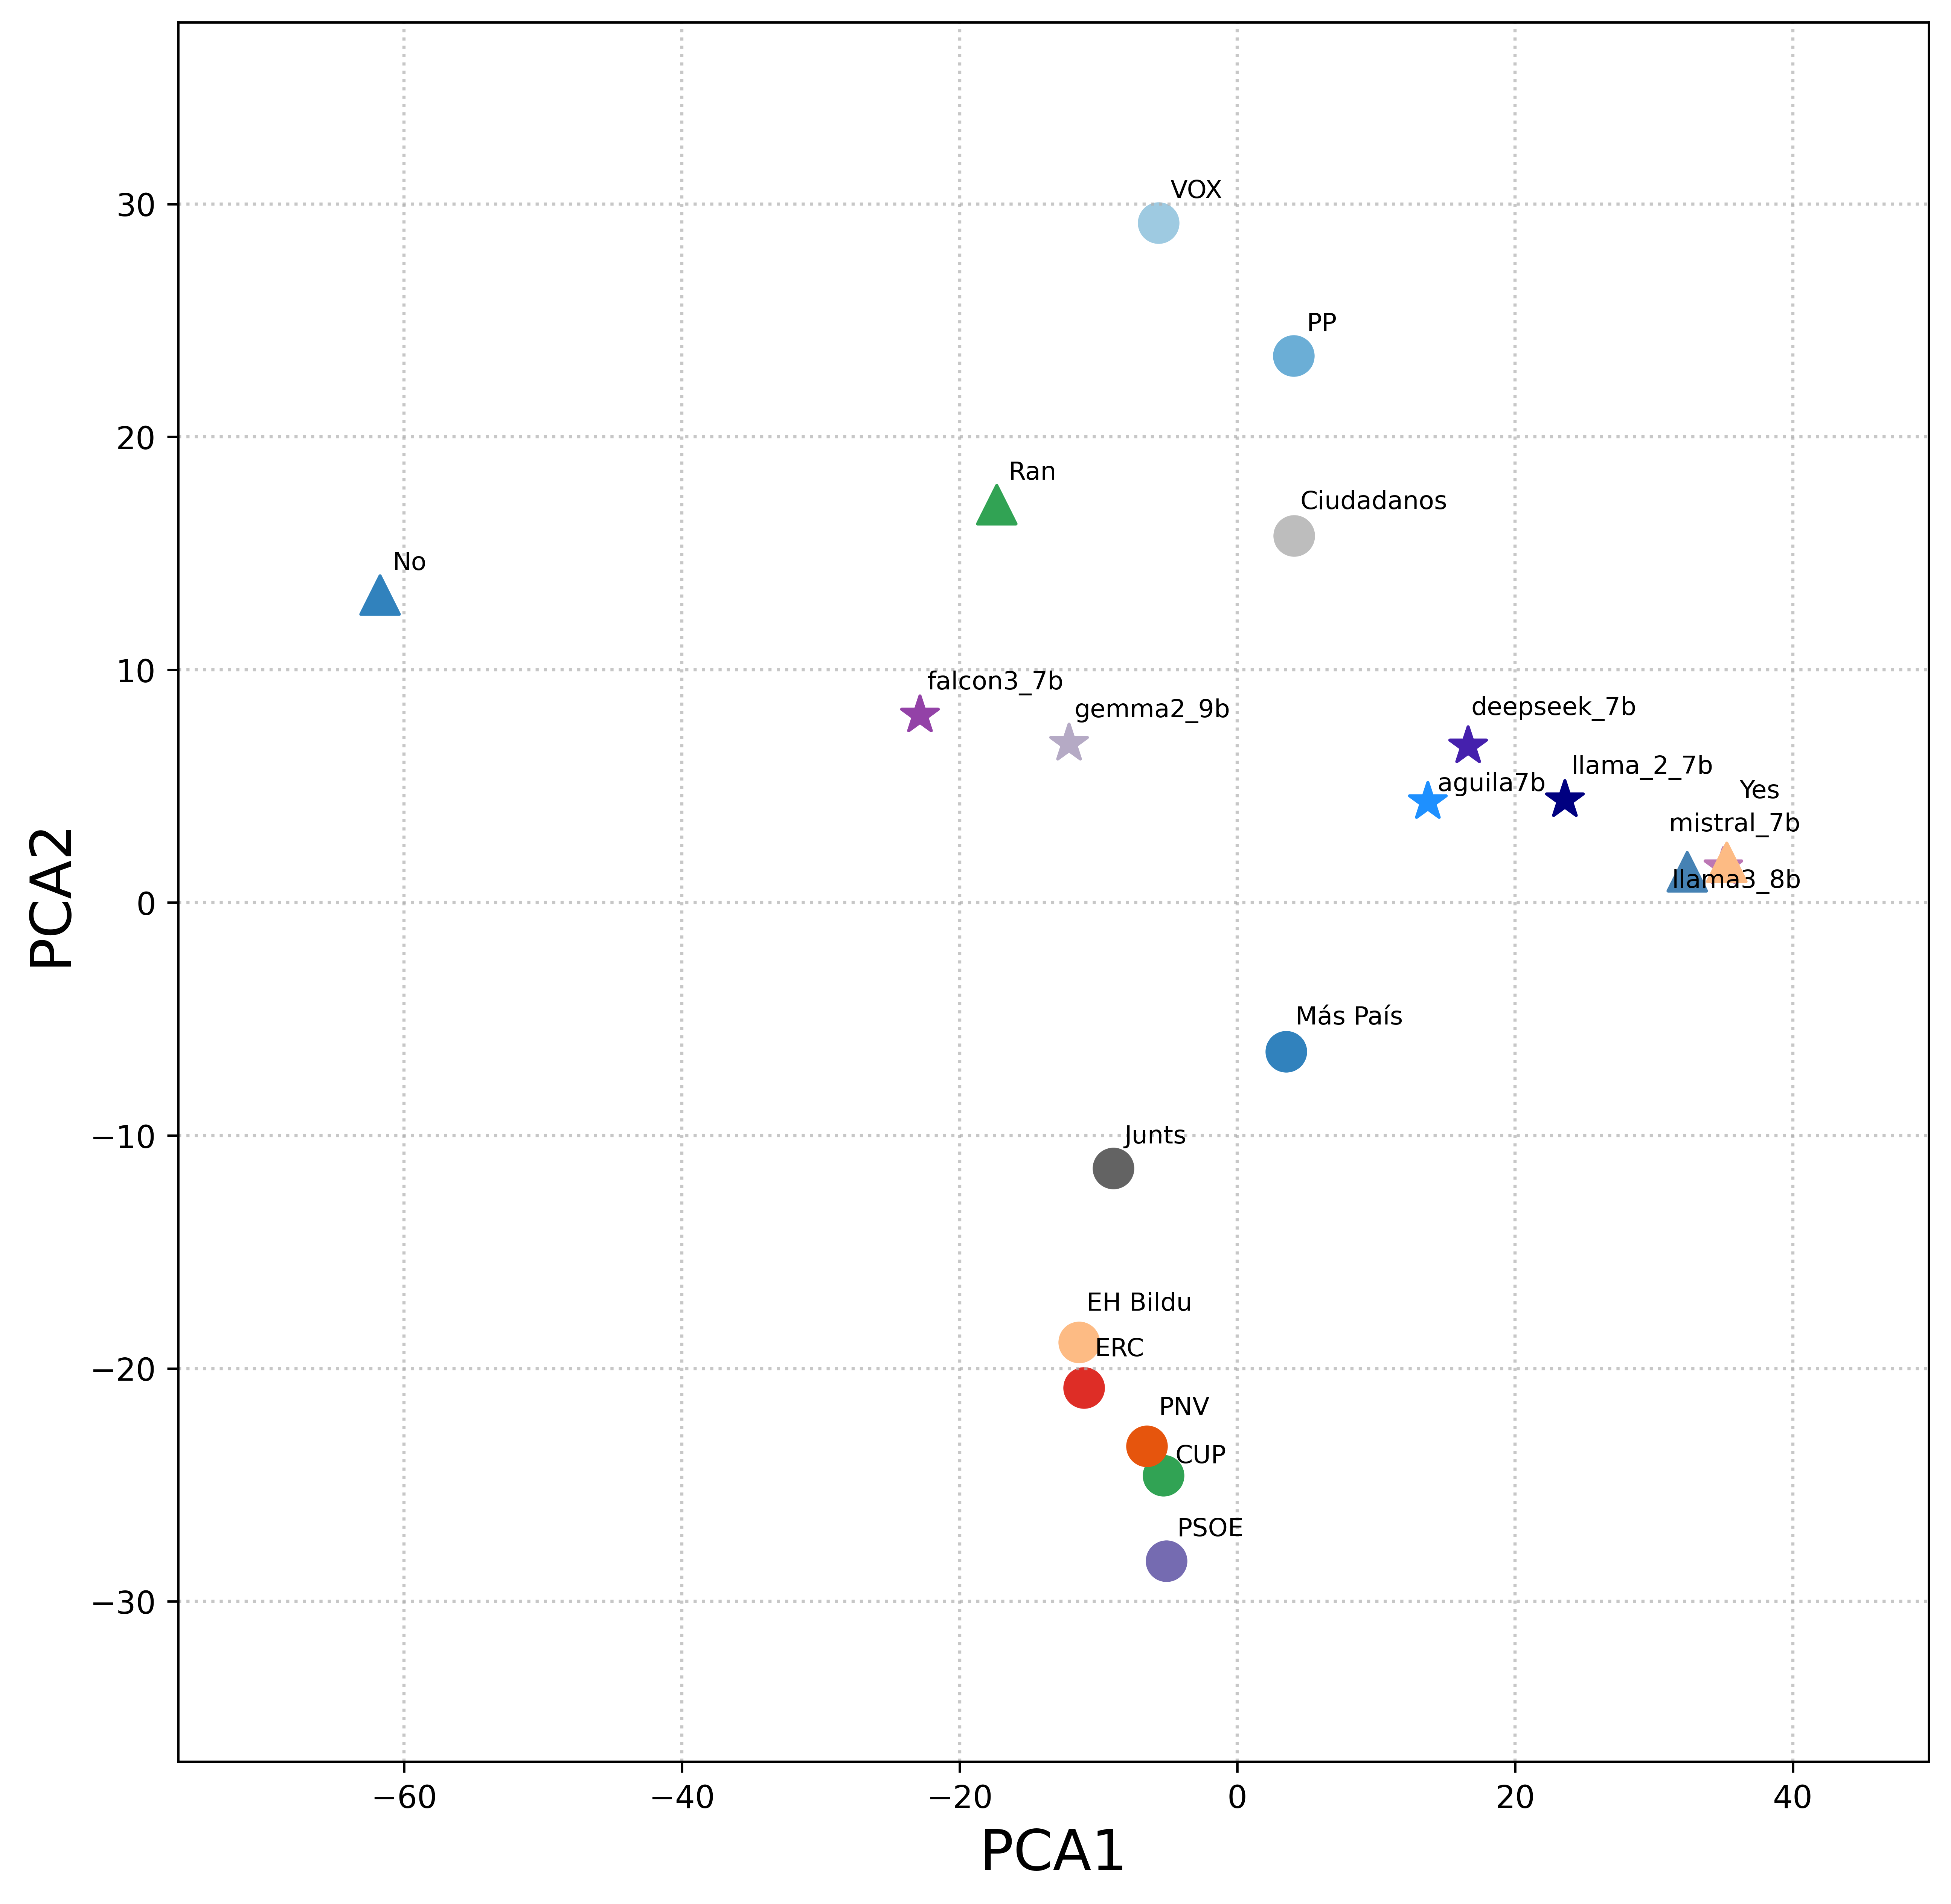 VOX
PP
Ran
Ciudadanos
No
falcon3_7b
gemma2_9b
deepseek_7b
llama_2_7b
aguila7b
Yes
mistral_7b
llama3_8b
Más País
Junts
EH Bildu
ERC
PNV
CUP
PSOE
30
20
10
0
−10
−20
−30
PCA2
−60
−40
−20
0
20
40
PCA1